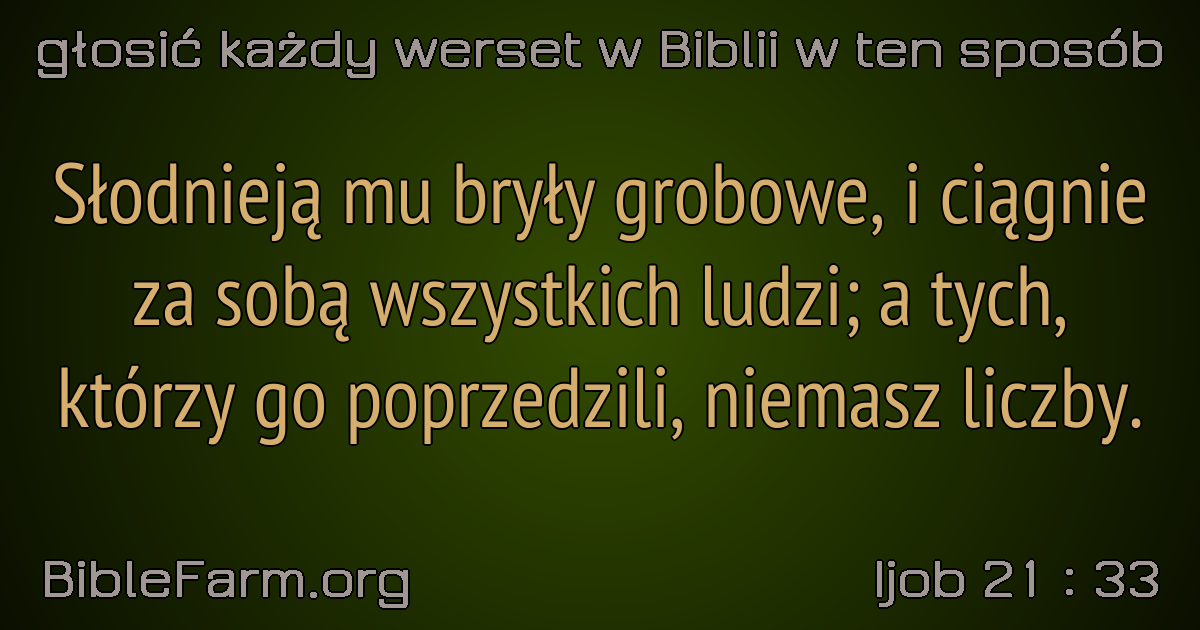 głosić każdy werset w Biblii w ten sposób
Słodnieją mu bryły grobowe, i ciągnie
za sobą wszystkich ludzi; a tych,
którzy go poprzedzili, niemasz liczby.
BibleFarm.org
Ijob 21 : 33